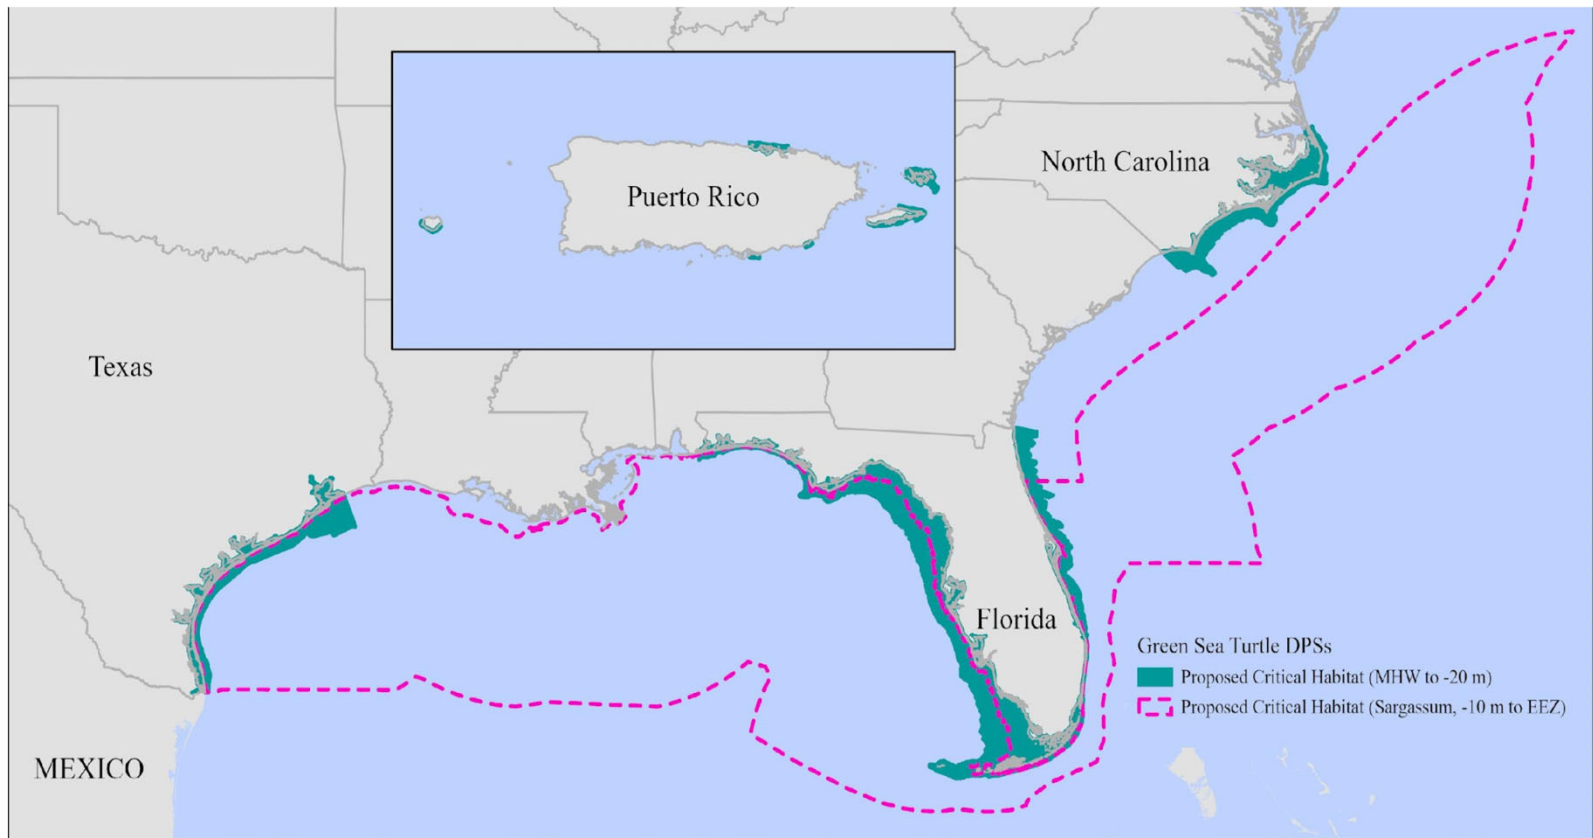 North Carolina
Puerto Rico
Texas
Florida
Green Sea Turtle DPSs
Proposed Critical Habitat (MHW to -20 m)
Proposed Critical Habitat (Sargassum, -10 m to EEZ)
MEXICO